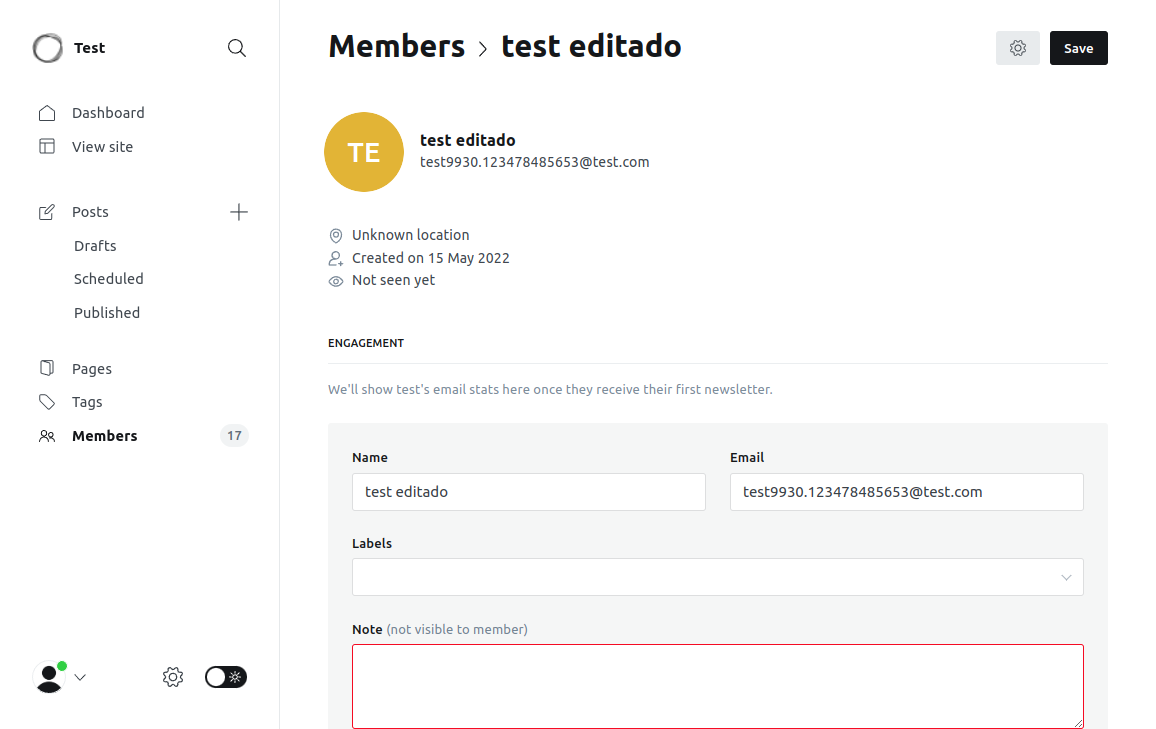 Test
Dashboard
View site
Posts
Drafts
Scheduled
Published
Pages
Tags
Members 17
Members > test editado
Save
TE
test editado
test9930.123478485653@test.com
Unknown location
Created on 15 May 2022
Not seen yet
ENGAGEMENT
We'll show test's email stats here once they receive their first newsletter.
Name Email
test editado test9930.123478485653@test.com
Labels
Note (not visible to member)